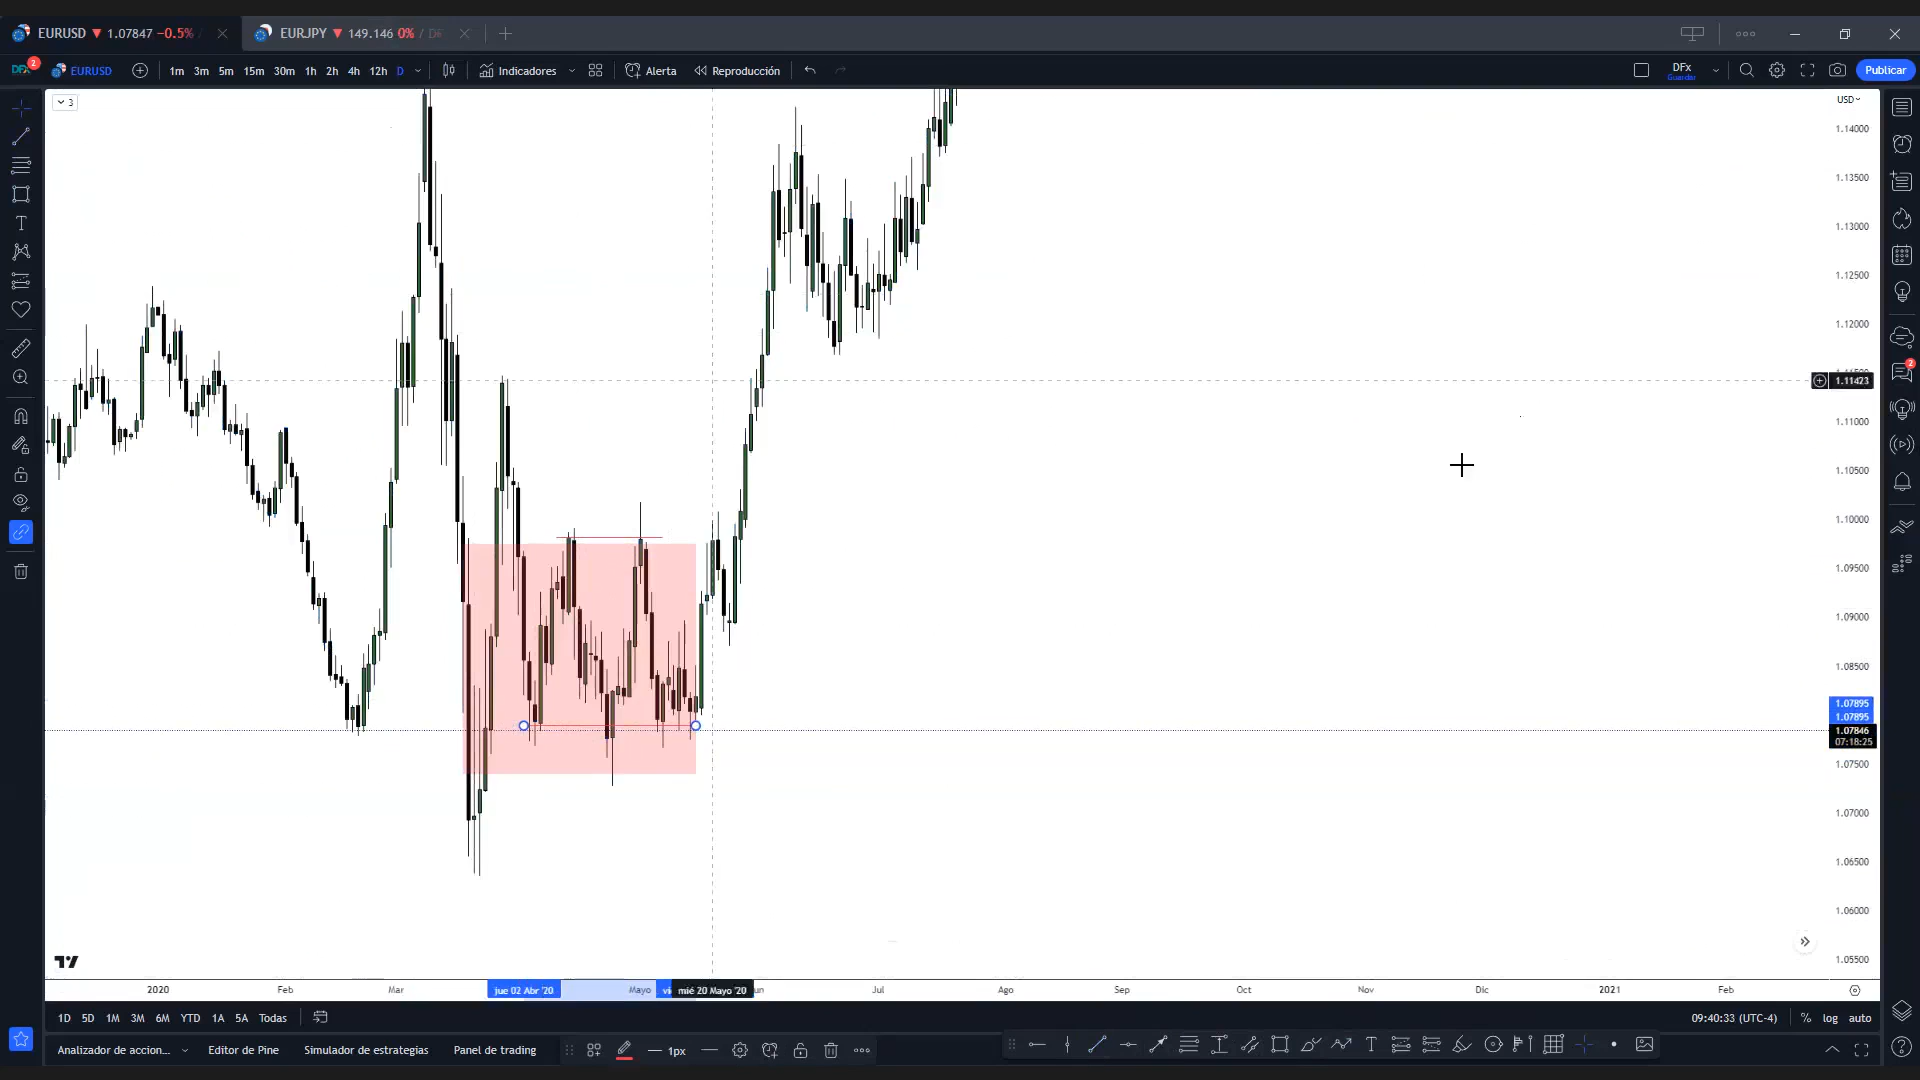 EURUSD ▼ 1.07847 −0.5% /
EURJPY ▼ 149.146 0% /
2
EURUSD
1m 3m 5m 15m 30m 1h 2h 4h 12h D
Indicadores
Alerta
Reproducción
DFx
Guardar
Publicar
3
USD
1.14000
1.13500
1.13000
1.12500
1.12000
1.11423
1.11000
1.10500
1.10000
1.09500
1.09000
1.08500
1.07895
1.07895
1.07846
07:18:25
1.07500
1.07000
1.06500
1.06000
1.05500
2
2020 Feb Mar jue 02 Abr '20 Mayo mié 20 Mayo '20 Jul Ago Sep Oct Nov Dic 2021 Feb
1D 5D 1M 3M 6M YTD 1A 5A Todas
09:40:33 (UTC-4) % log auto
Analizador de accion... Editor de Pine Simulador de estrategias Panel de trading
1px